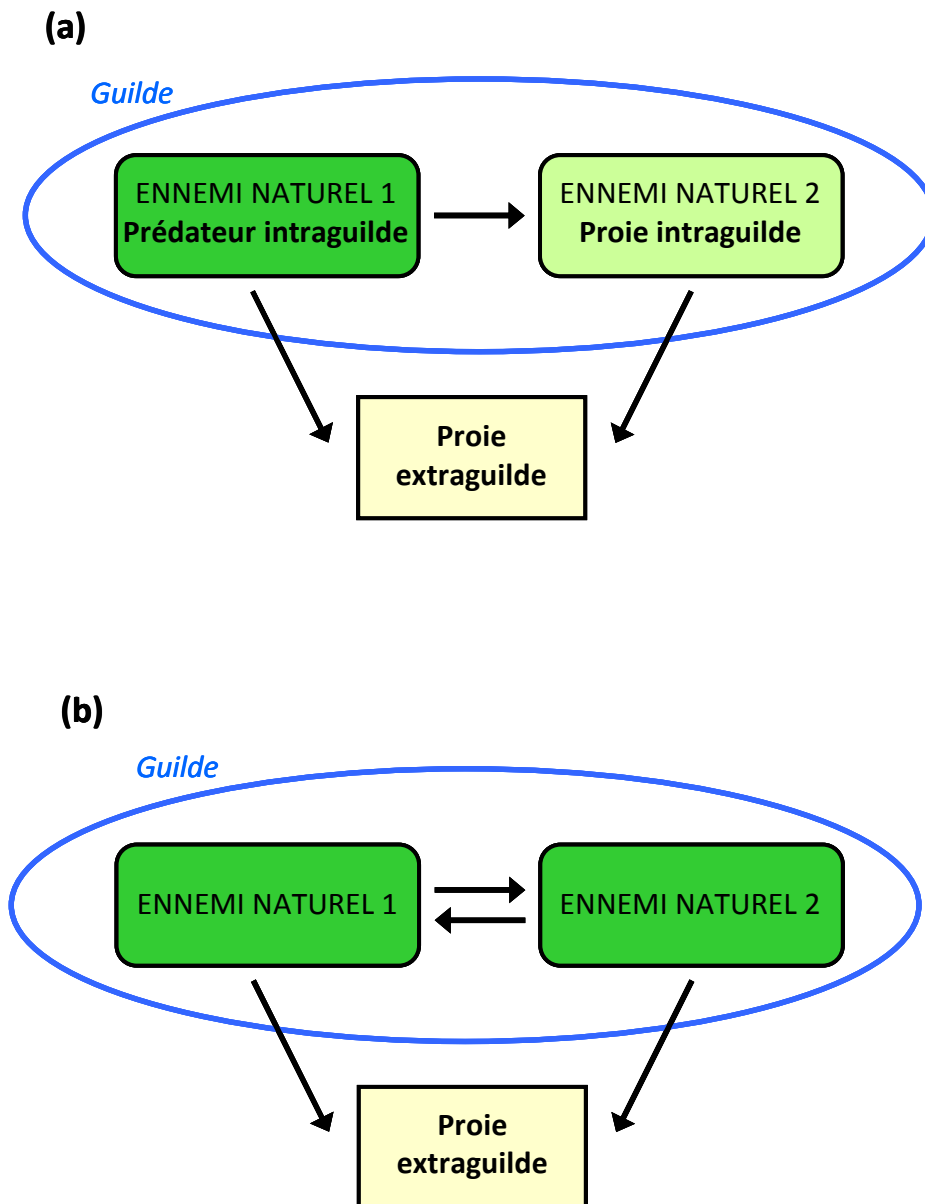 (a)
Guilde
ENNEMI NATUREL 1
Prédateur intraguilde
ENNEMI NATUREL 2
Proie intraguilde
Proie
extraguilde
(b)
Guilde
ENNEMI NATUREL 1
ENNEMI NATUREL 2
Proie
extraguilde